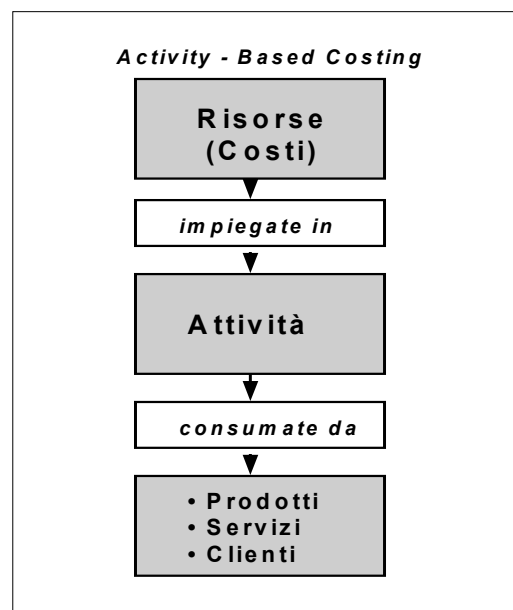 Activity - Based Costing
Risorse
(Costi)
impiegate in
Attività
consumate da
• Prodotti
• Servizi
• Clienti